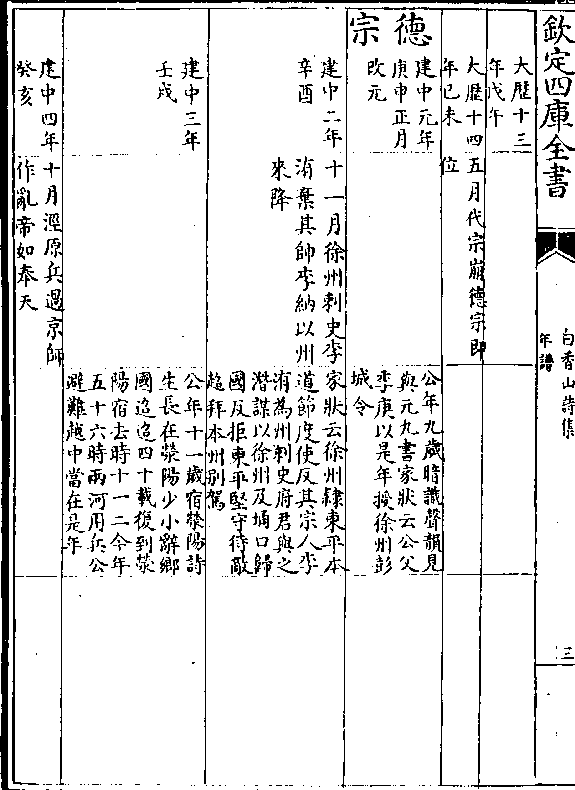 欽定四庫全書
白香山詩集
年譜
三
大歴十三
年戊午
大歴十四
年己未
五月代宗崩德宗即
位
德宗
建中元年
庚申正月
改元
公年九歲暗識聲韻見
與元九書家狀云公父
季庚以是年授徐州彭
城令
建中二年
辛酉
十一月徐州刺史李
洧棄其帥李納以州
來降
家狀云徐州隸東平本
道節度使反其宗人李
洧為州刺史府君與之
潛謀以徐州及埇口歸
國反拒東平堅守待敵
超拜本州别駕
建中三年
壬戌
公年十一歲宿滎陽詩
生長在滎陽少小辭鄉
國迢迢四十載復到滎
陽宿去時十一二今年
五十六時兩河用兵公
避難越中當在是年
建中四年
癸亥
十月涇原兵過京師
作亂帝如奉天